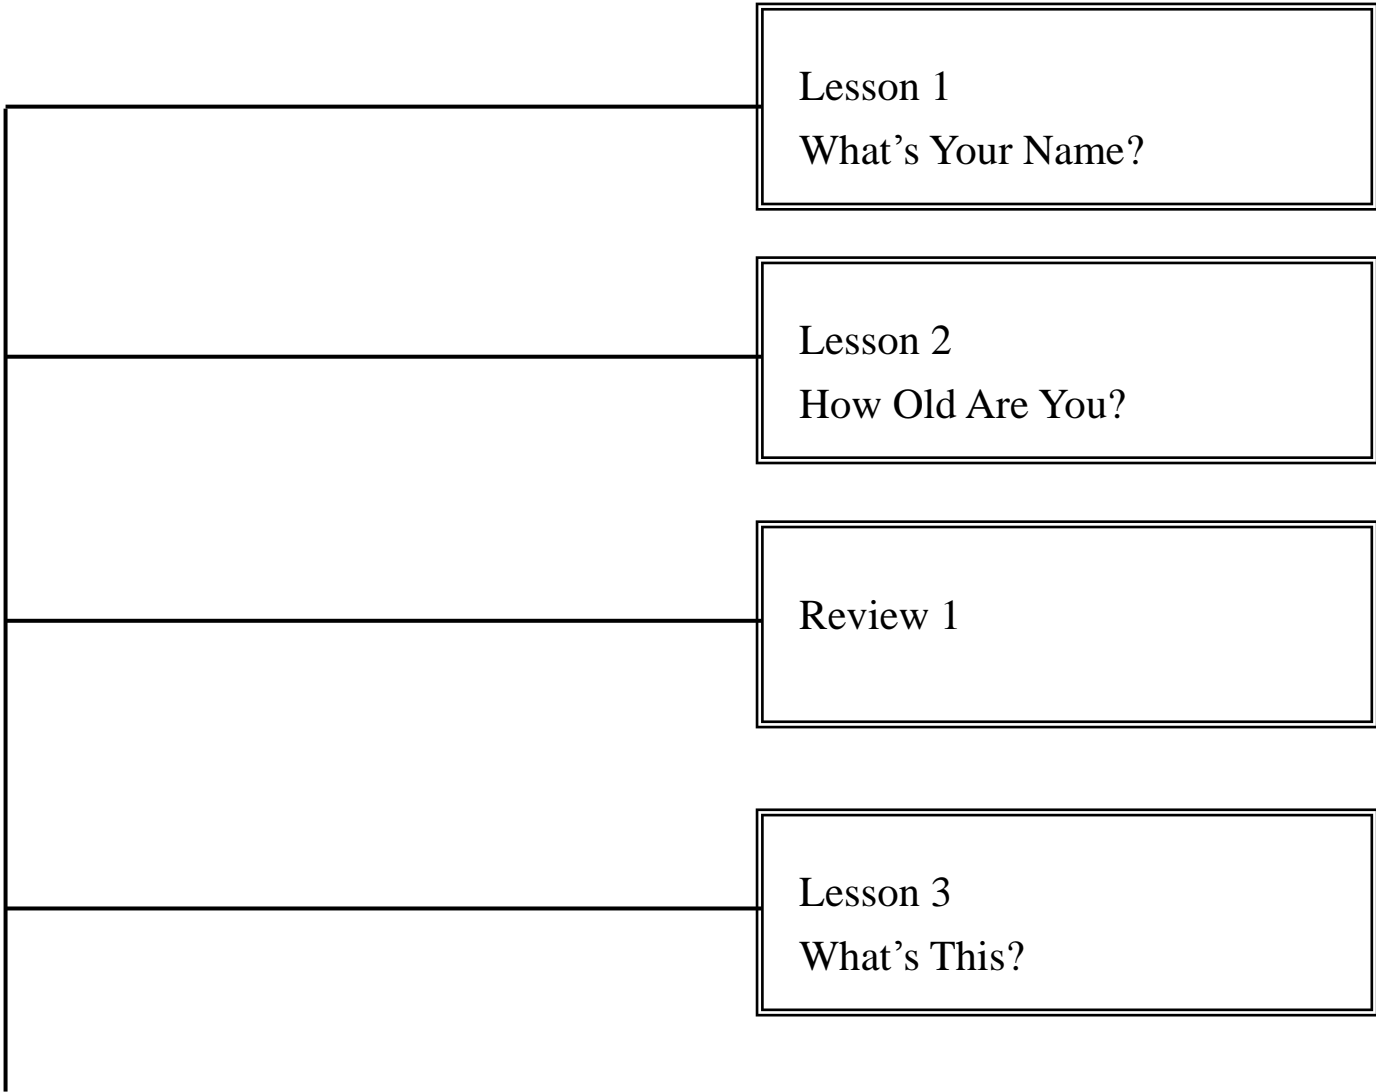 Lesson 1
What’s Your Name?
Lesson 2
How Old Are You?
Review 1
Lesson 3
What’s This?